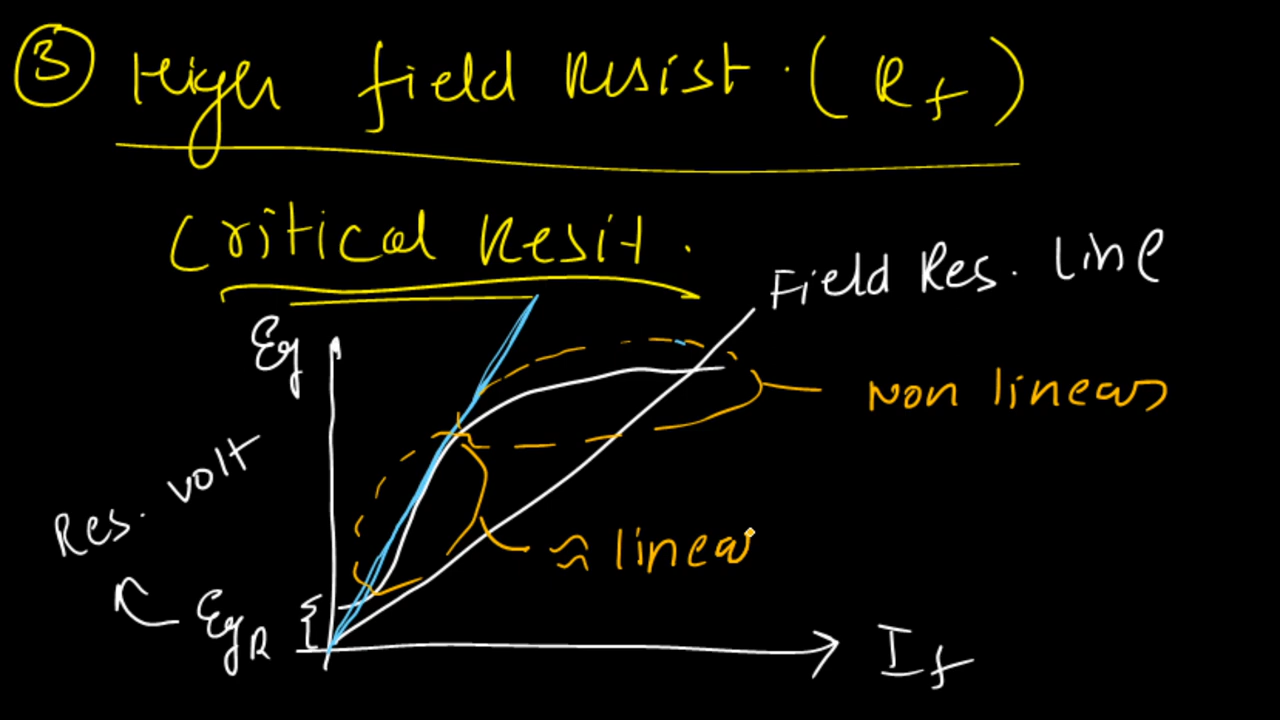 ③ High field Resist. (Rf)
Critical Resit.
Field Res. Line
Eg
Non linear
Res. volt
≈ linear
EgR
If